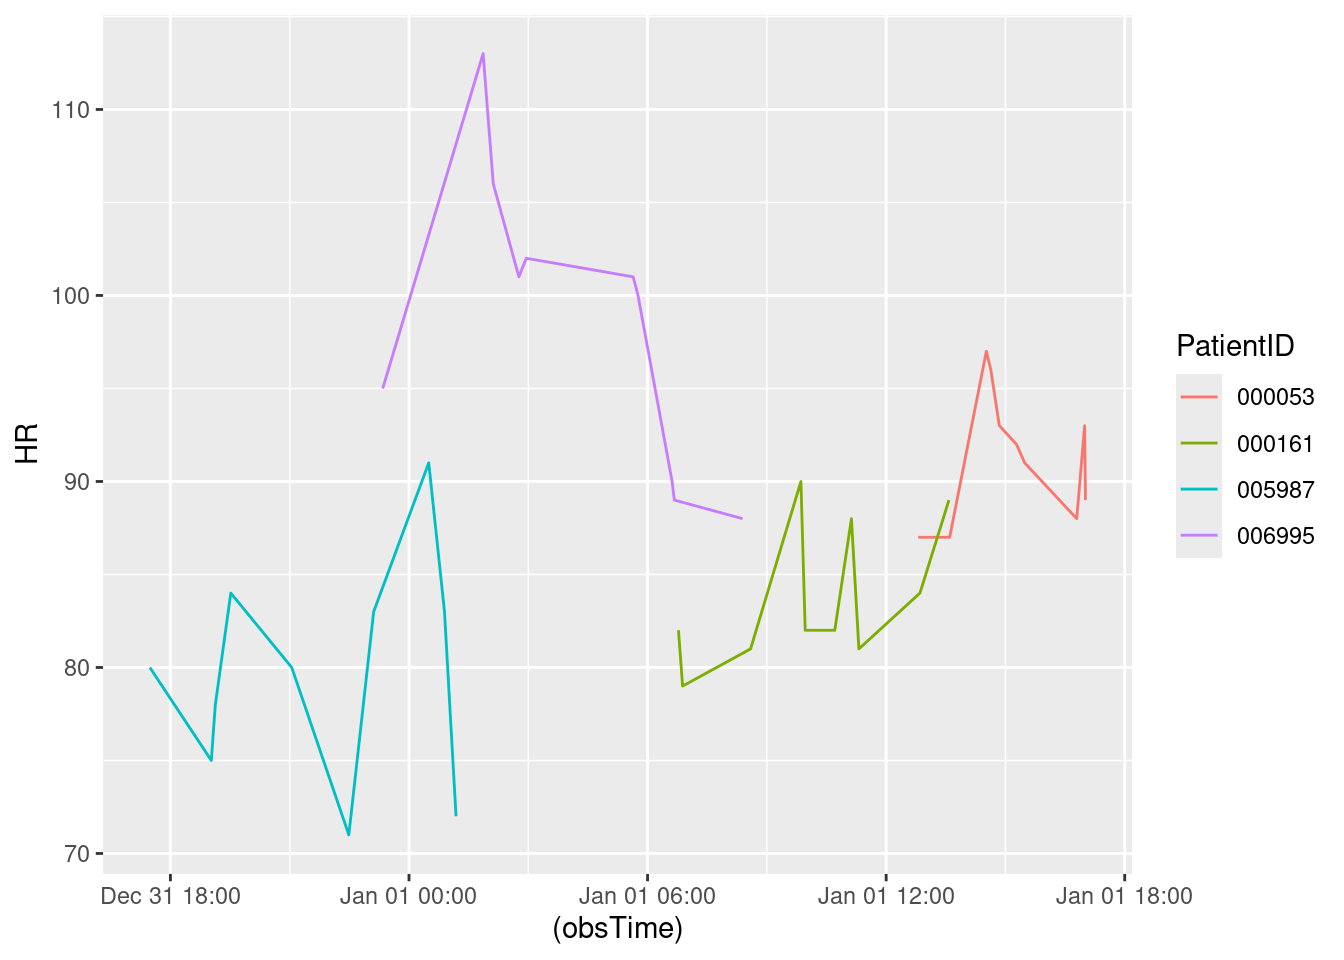 110
100
90
80
70
HR
Dec 31 18:00
Jan 01 00:00
Jan 01 06:00
Jan 01 12:00
Jan 01 18:00
(obsTime)
PatientID
000053
000161
005987
006995